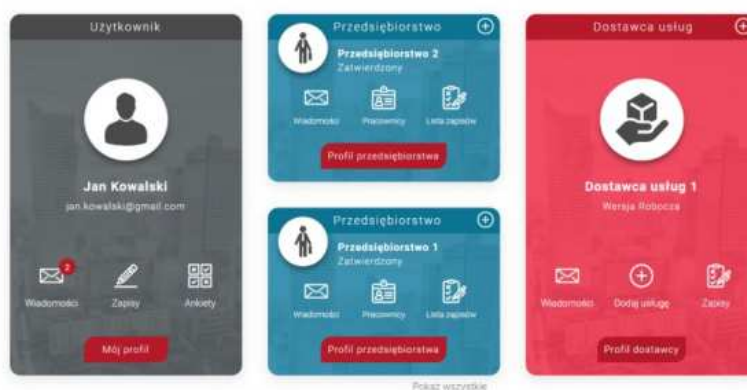 Użytkownik
Jan Kowalski
jan.kowalski@gmail.com
2
Wiadomości
Zapisy
Ankiety
Mój profil
Przedsiębiorstwo
Przedsiębiorstwo 2
Zatwierdzony
Wiadomości
Pracownicy
Lista zapisów
Profil przedsiębiorstwa
Przedsiębiorstwo
Przedsiębiorstwo 1
Zatwierdzony
Wiadomości
Pracownicy
Lista zapisów
Profil przedsiębiorstwa
Pokaż wszystkie
Dostawca usług
Dostawca usług 1
Wersja Robocza
Wiadomości
Dodaj usługę
Zapisy
Profil dostawcy